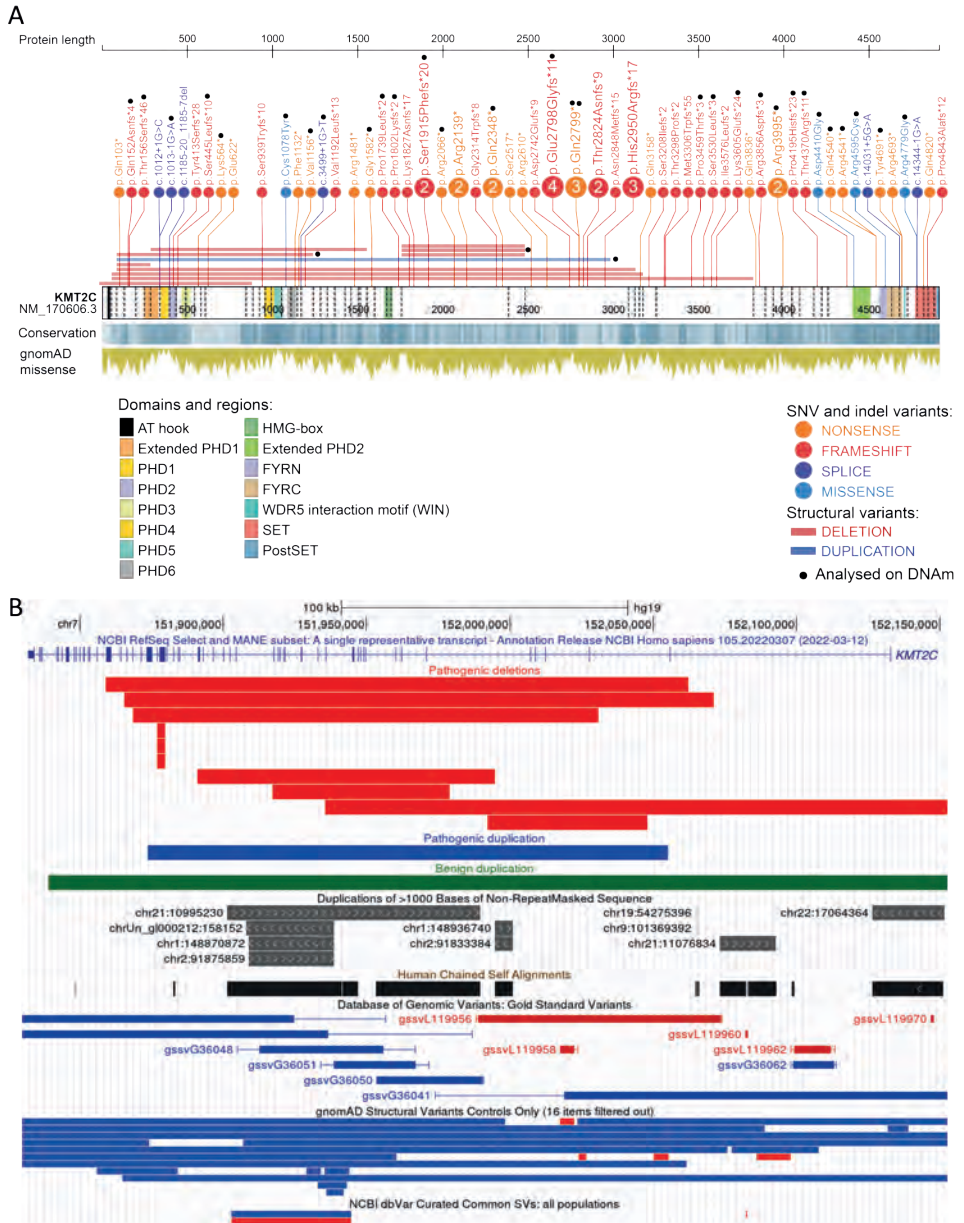 A
Protein length
500
1000
1500
2000
2500
3000
3500
4000
4500
p.Gln103*
p.Gln152Asnfs*4
p.Thr156Serfs*46
c.1012+1G>C
c.1013-1G>A
c.1185-20_1185-7del
p.Tyr413Serfs*28
p.Ser445Leufs*10
p.Lys564*
p.Glu622*
p.Ser939Tryfs*10
p.Cys1078Tyr
p.Phe1132*
p.Val1156*
c.3499+1G>T
p.Val1192Leufs*13
p.Arg1481*
p.Gly1582*
p.Pro1739Leufs*2
p.Pro1802Lysfs*2
p.Lys1827Asnfs*17
p.Ser1915Phefs*20
p.Asn2066*
p.Arg2139*
p.Gly2314Trpfs*8
p.Gln2348*
p.Ser2517*
p.Arg2610*
p.Asp2742Glufs*9
p.Glu2798Glyfs*11
p.Gln2799*
p.Thr2824Asnfs*9
p.Asn2848Metfs*15
p.His2950Argfs*17
p.Gln3158*
p.Ser3208Ilefs*2
p.Thr3298Profs*2
p.Met3306Trpfs*55
p.Pro3459Thrfs*3
p.Ser3530Leufs*3
p.Ile3576Leufs*2
p.Lys3605Glufs*24
p.Gln3836*
p.Arg3856Aspfs*3
p.Arg3995*
p.Pro4195Hisfs*23
p.Thr4370Argfs*11
p.Asp4410Gly
p.Gln4540*
p.Arg4549*
p.Arg4549Cys
c.14031+5G>A
p.Tyr4691*
p.Arg4693*
p.Arg4779Gly
c.14344-1G>A
p.Gln4820*
p.Pro4843Alafs*12
2 2 2 4 3 2 3 2
KMT2C
NM_170606.3
500
1000
1500
2000
2500
3000
3500
4000
4500
Conservation
gnomAD
missense
Domains and regions:
AT hook
Extended PHD1
PHD1
PHD2
PHD3
PHD4
PHD5
PHD6
HMG-box
Extended PHD2
FYRN
FYRC
WDR5 interaction motif (WIN)
SET
PostSET
SNV and indel variants:
NONSENSE
FRAMESHIFT
SPLICE
MISSENSE
Structural variants:
DELETION
DUPLICATION
Analysed on DNAm
B
100 kb
hg19
chr7
151,900,000
151,950,000
152,000,000
152,050,000
152,100,000
152,150,000
NCBI RefSeq Select and MANE subset: A single representative transcript - Annotation Release NCBI Homo sapiens 105.20220307 (2022-03-12)
KMT2C
Pathogenic deletions
Pathogenic duplication
Benign duplication
Duplications of >1000 Bases of Non-RepeatMasked Sequence
chr21:10995230
chr19:54275396
chr22:17064364
chrUn_gl000212:158152
chr1:148936740
chr9:101369392
chr1:148870872
chr2:91833384
chr21:11076834
chr2:91875859
Human Chained Self Alignments
Database of Genomic Variants: Gold Standard Variants
gssvL119956
gssvL119970
gssvL119960
gssvG36048
gssvL119958
gssvL119962
gssvG36051
gssvG36062
gssvG36050
gssvG36041
gnomAD Structural Variants Controls Only (16 items filtered out)
NCBI dbVar Curated Common SVs: all populations